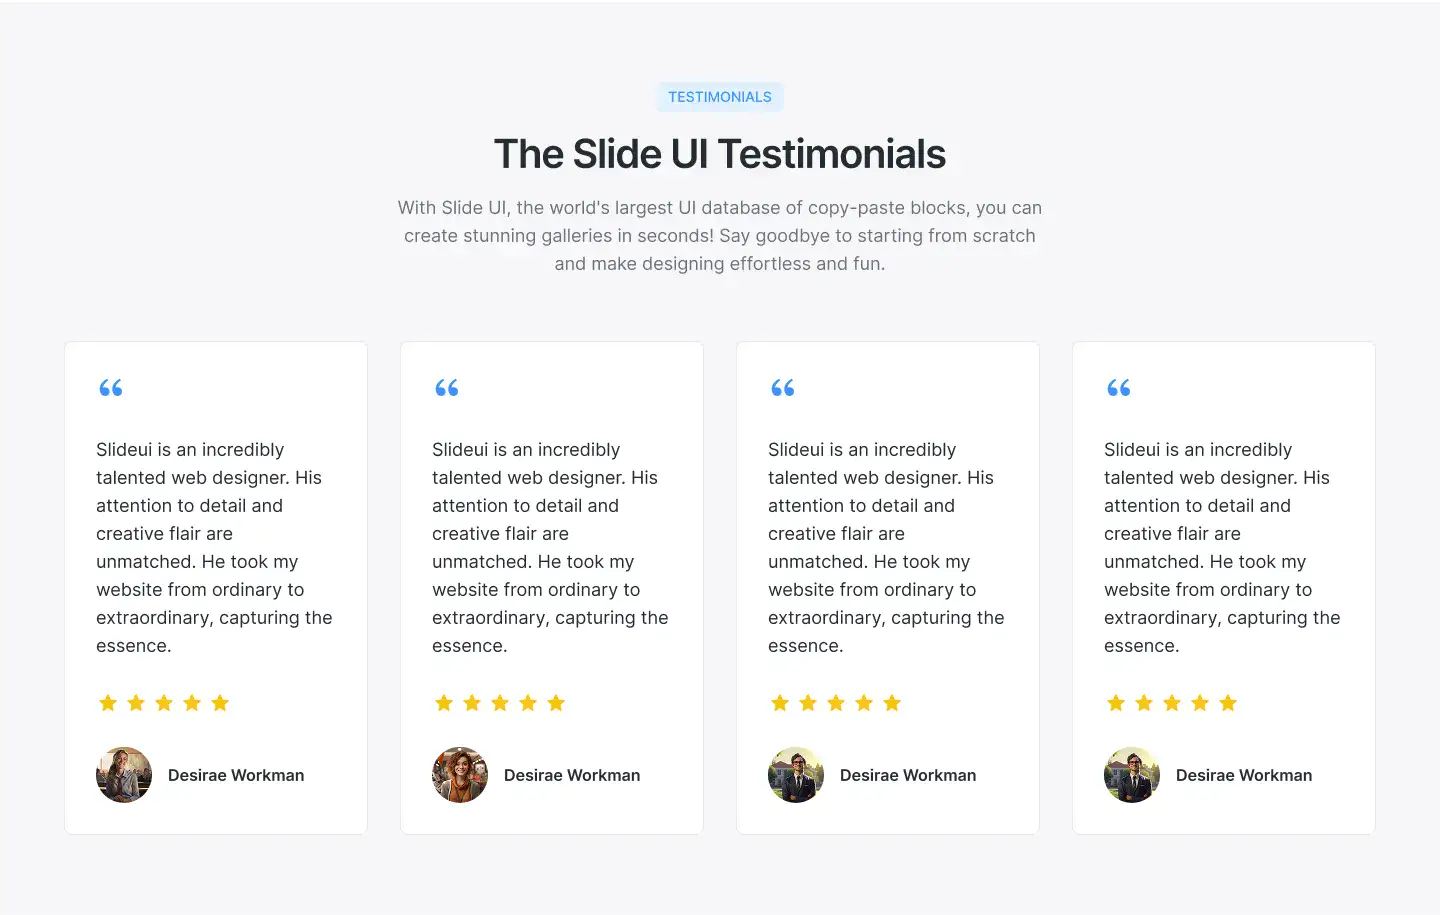 TESTIMONIALS
The Slide UI Testimonials
With Slide UI, the world's largest UI database of copy-paste blocks, you can
create stunning galleries in seconds! Say goodbye to starting from scratch
and make designing effortless and fun.
“
Slideui is an incredibly
talented web designer. His
attention to detail and
creative flair are
unmatched. He took my
website from ordinary to
extraordinary, capturing the
essence.
Desirae Workman
“
Slideui is an incredibly
talented web designer. His
attention to detail and
creative flair are
unmatched. He took my
website from ordinary to
extraordinary, capturing the
essence.
Desirae Workman
“
Slideui is an incredibly
talented web designer. His
attention to detail and
creative flair are
unmatched. He took my
website from ordinary to
extraordinary, capturing the
essence.
Desirae Workman
“
Slideui is an incredibly
talented web designer. His
attention to detail and
creative flair are
unmatched. He took my
website from ordinary to
extraordinary, capturing the
essence.
Desirae Workman